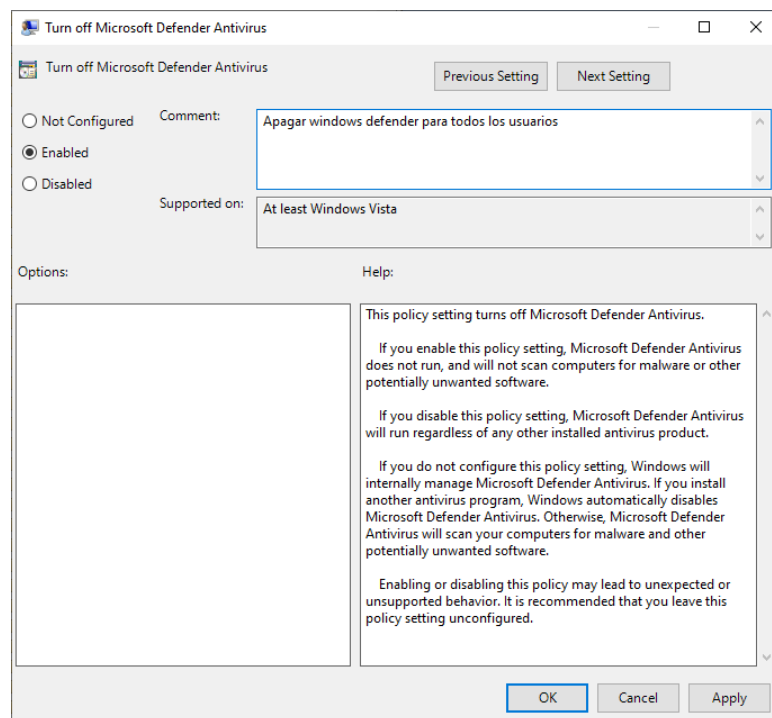 Turn off Microsoft Defender Antivirus
Turn off Microsoft Defender Antivirus
Previous Setting
Next Setting
Not Configured
Enabled
Disabled
Comment:
Apagar windows defender para todos los usuarios
Supported on:
At least Windows Vista
Options:
Help:
This policy setting turns off Microsoft Defender Antivirus.
If you enable this policy setting, Microsoft Defender Antivirus
does not run, and will not scan computers for malware or other
potentially unwanted software.
If you disable this policy setting, Microsoft Defender Antivirus
will run regardless of any other installed antivirus product.
If you do not configure this policy setting, Windows will
internally manage Microsoft Defender Antivirus. If you install
another antivirus program, Windows automatically disables
Microsoft Defender Antivirus. Otherwise, Microsoft Defender
Antivirus will scan your computers for malware and other
potentially unwanted software.
Enabling or disabling this policy may lead to unexpected or
unsupported behavior. It is recommended that you leave this
policy setting unconfigured.
OK
Cancel
Apply